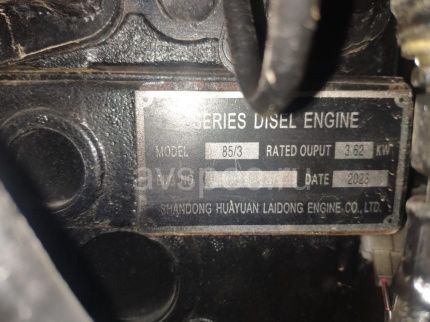 SERIES DISEL ENGINE
MODEL 85/3 RATED OUPUT 3.62 KW
DATE 2023
SHANDONG HUAYUAN LAIDONG ENGINE CO., LTD.